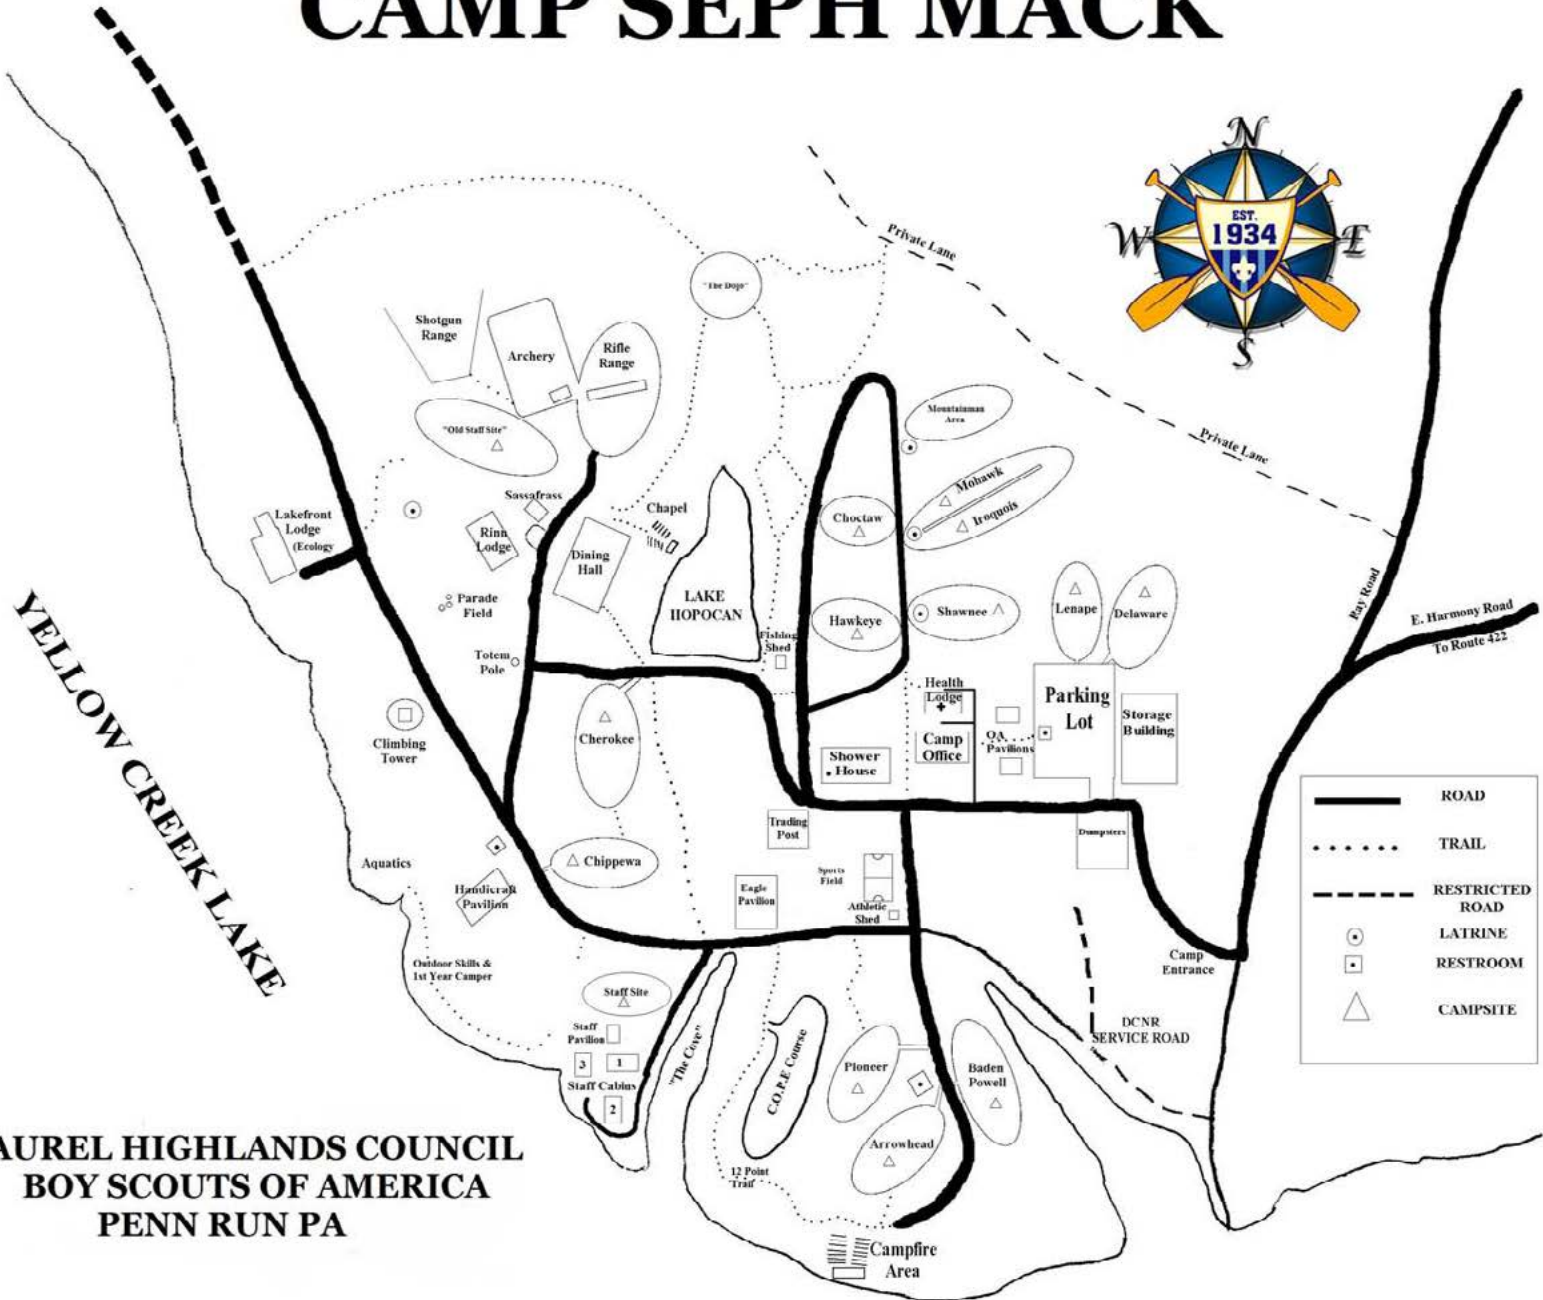 CAMP SEPH MACK
N
W
EST.
1934
E
S
Private Lane
Private Lane
"The Dojo"
Shotgun
Range
Archery
Rifle
Range
"Old Staff Site"
Mountainman
Area
Mohawk
Iroquois
Choctaw
Sassafrass
Chapel
Lakefront
Lodge
(Ecology
Rinn
Lodge
Dining
Hall
LAKE
HOPOCAN
Parade
Field
Hawkeye
Shawnee
Lenape
Delaware
Ray Road
E. Harmony Road
To Route 422
Fishing
Shed
Totem
Pole
YELLOW CREEK LAKE
Climbing
Tower
Cherokee
Health
Lodge
Camp
Office
OA
Pavilions
Parking
Lot
Storage
Building
Shower
House
Trading
Post
Dumpsters
Aquatics
Chippewa
Handicraft
Pavilion
Eagle
Pavilion
Sports
Field
Athletic
Shed
Camp
Entrance
ROAD
TRAIL
RESTRICTED
ROAD
LATRINE
RESTROOM
CAMPSITE
Outdoor Skills &
1st Year Camper
Staff Site
Staff
Pavilion
3
1
Staff Cabins
2
"The Cove"
C.O.P.E Course
Pioneer
Baden
Powell
Arrowhead
DCNR
SERVICE ROAD
12 Point
Trail
Campfire
Area
AUREL HIGHLANDS COUNCIL
BOY SCOUTS OF AMERICA
PENN RUN PA